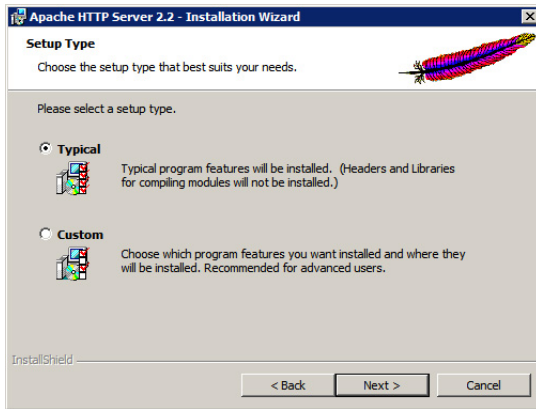 Apache HTTP Server 2.2 - Installation Wizard
Setup Type
Choose the setup type that best suits your needs.
Please select a setup type.
Typical
Typical program features will be installed. (Headers and Libraries
for compiling modules will not be installed.)
Custom
Choose which program features you want installed and where they
will be installed. Recommended for advanced users.
InstallShield
< Back
Next >
Cancel